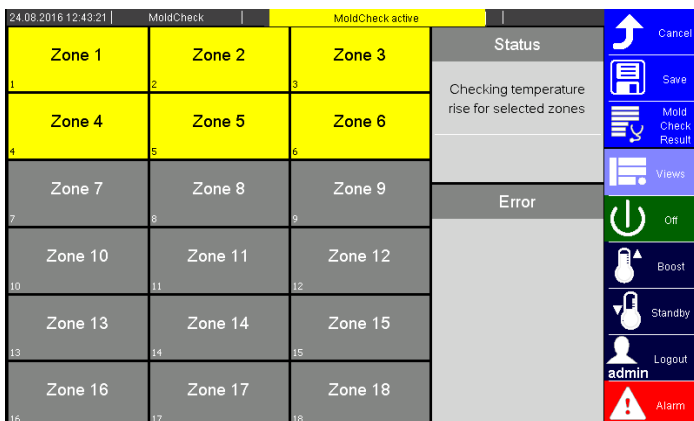 24.08.2016 12:43:21 MoldCheck MoldCheck active
Zone 1 Zone 2 Zone 3
1 2 3
Zone 4 Zone 5 Zone 6
4 5 6
Zone 7 Zone 8 Zone 9
7 8 9
Zone 10 Zone 11 Zone 12
10 11 12
Zone 13 Zone 14 Zone 15
13 14 15
Zone 16 Zone 17 Zone 18
16 17 18
Status
Checking temperature
rise for selected zones
Error
Cancel
Save
Mold
Check
Result
Views
Off
Boost
Standby
Logout
admin
Alarm